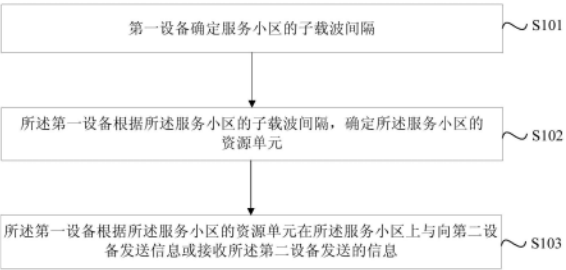 第一设备确定服务小区的子载波间隔
S101
所述第一设备根据所述服务小区的子载波间隔，确定所述服务小区的
资源单元
S102
所述第一设备根据所述服务小区的资源单元在所述服务小区上与向第二设
备发送信息或接收所述第二设备发送的信息
S103